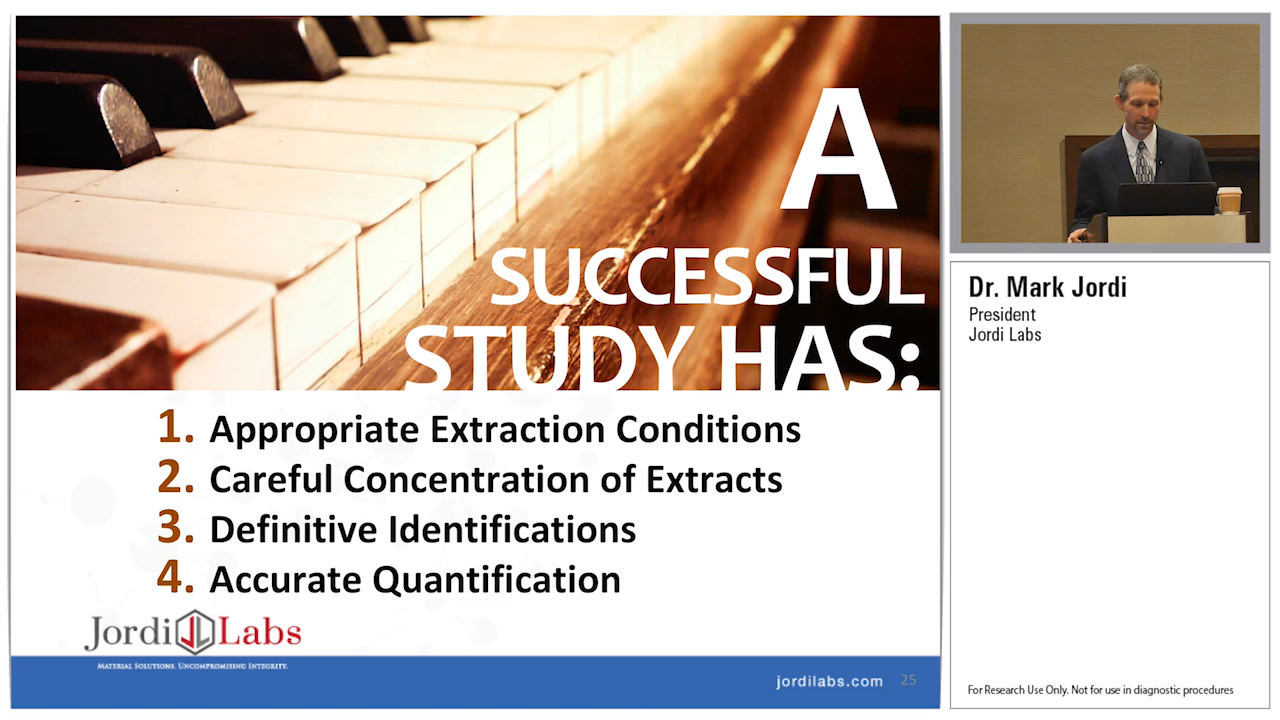 A
SUCCESSFUL
STUDY HAS:
1. Appropriate Extraction Conditions
2. Careful Concentration of Extracts
3. Definitive Identifications
4. Accurate Quantification
Jordi JL Labs
MATERIAL SOLUTIONS. UNCOMPROMISING INTEGRITY.
jordilabs.com 25
Dr. Mark Jordi
President
Jordi Labs
For Research Use Only. Not for use in diagnostic procedures